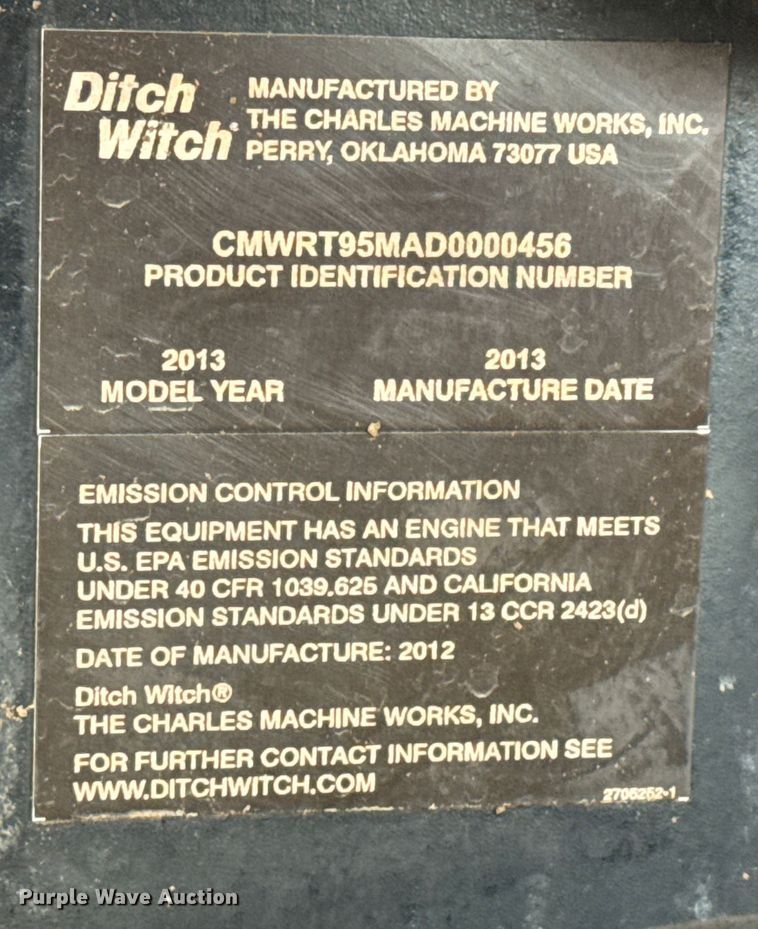 Ditch Witch®
MANUFACTURED BY
THE CHARLES MACHINE WORKS, INC.
PERRY, OKLAHOMA 73077 USA
CMWRT95MAD0000456
PRODUCT IDENTIFICATION NUMBER
2013 2013
MODEL YEAR MANUFACTURE DATE
EMISSION CONTROL INFORMATION
THIS EQUIPMENT HAS AN ENGINE THAT MEETS
U.S. EPA EMISSION STANDARDS
UNDER 40 CFR 1039.625 AND CALIFORNIA
EMISSION STANDARDS UNDER 13 CCR 2423(d)
DATE OF MANUFACTURE: 2012
Ditch Witch®
THE CHARLES MACHINE WORKS, INC.
FOR FURTHER CONTACT INFORMATION SEE
WWW.DITCHWITCH.COM
2705252-1
Purple Wave Auction